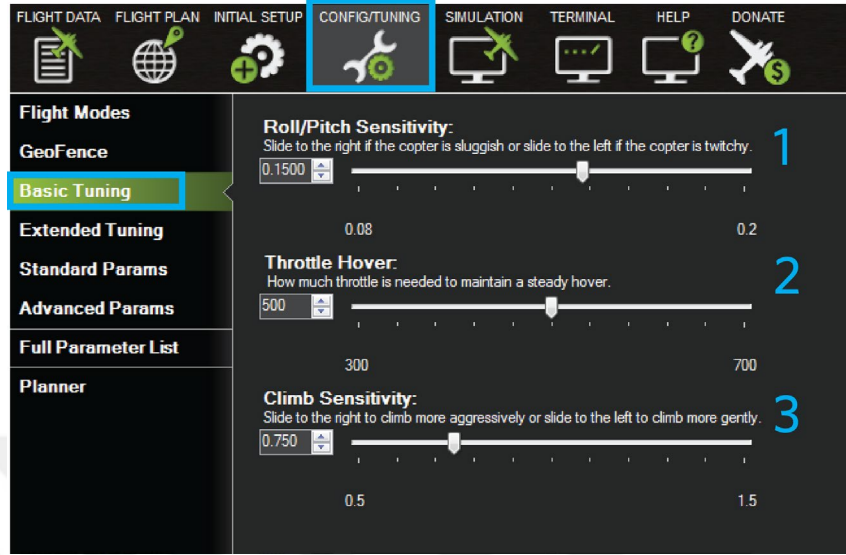 FLIGHT DATA FLIGHT PLAN INITIAL SETUP CONFIG/TUNING SIMULATION TERMINAL HELP DONATE
Flight Modes
GeoFence
Basic Tuning
Extended Tuning
Standard Params
Advanced Params
Full Parameter List
Planner
Roll/Pitch Sensitivity:
Slide to the right if the copter is sluggish or slide to the left if the copter is twitchy.
1
0.1500
0.08 0.2
Throttle Hover:
How much throttle is needed to maintain a steady hover.
2
500
300 700
Climb Sensitivity:
Slide to the right to climb more aggressively or slide to the left to climb more gently.
3
0.750
0.5 1.5